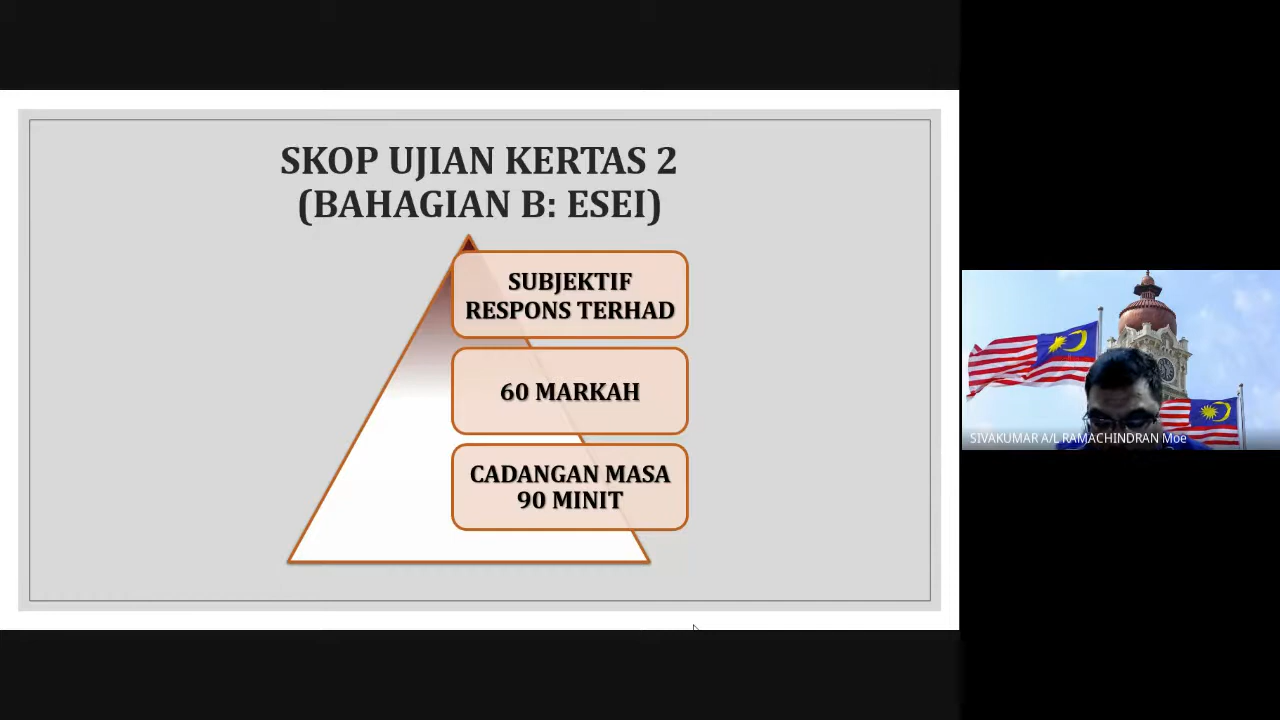 SKOP UJIAN KERTAS 2
(BAHAGIAN B: ESEI)
SUBJEKTIF
RESPONS TERHAD
60 MARKAH
CADANGAN MASA
90 MINIT
SIVAKUMAR A/L RAMACHINDRAN Moe